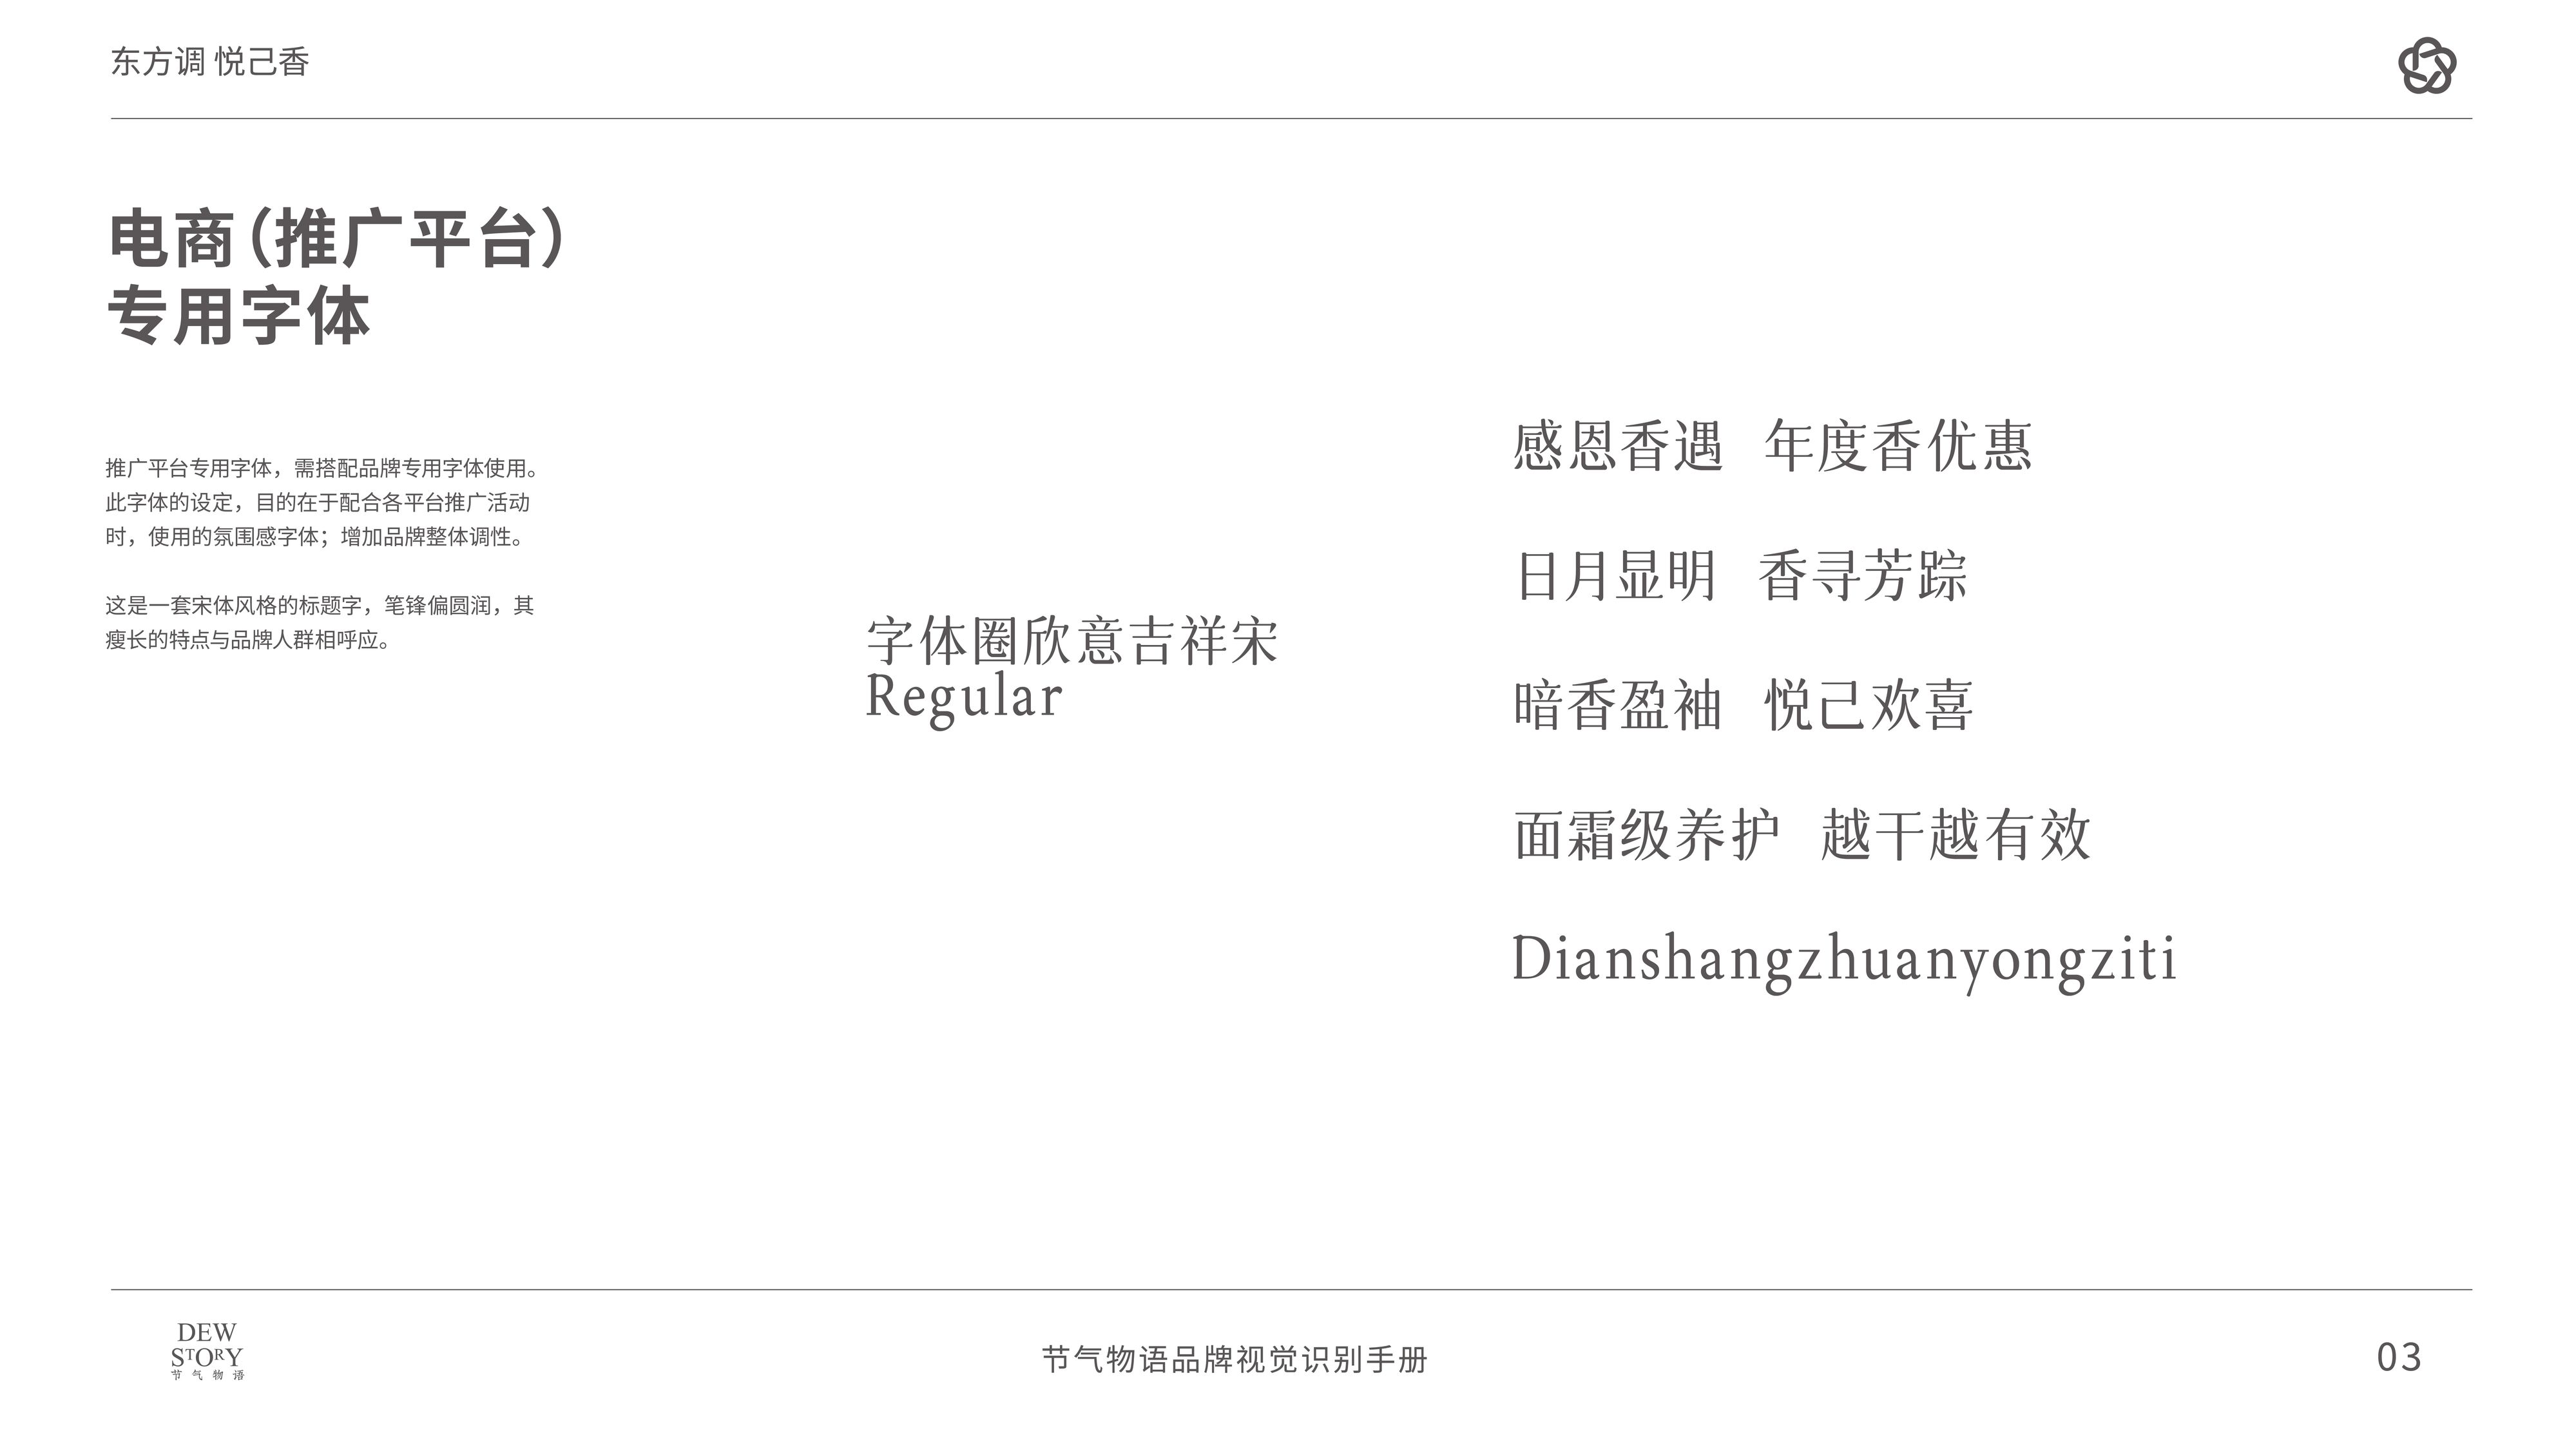 东方调 悦己香
电商（推广平台）
专用字体
推广平台专用字体，需搭配品牌专用字体使用。
此字体的设定，目的在于配合各平台推广活动
时，使用的氛围感字体；增加品牌整体调性。
这是一套宋体风格的标题字，笔锋偏圆润，其
瘦长的特点与品牌人群相呼应。
字体圈欣意吉祥宋
Regular
感恩香遇 年度香优惠
日月显明 香寻芳踪
暗香盈袖 悦己欢喜
面霜级养护 越干越有效
Dianshangzhuanyongziti
DEW
STORY
节气物语
节气物语品牌视觉识别手册
03